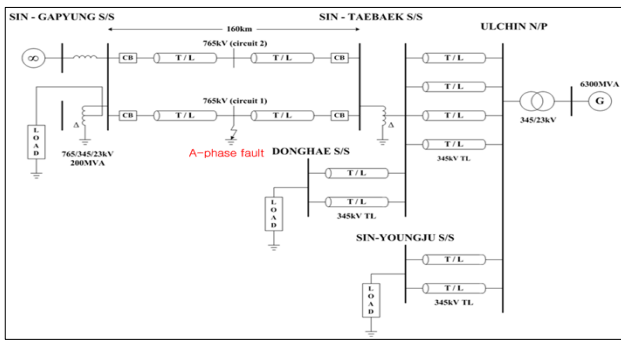 SIN - GAPYUNG S/S
160km
SIN - TAEBAEK S/S
ULCHIN N/P
765kV (circuit 2)
∞
CB
T / L
T / L
CB
T / L
T / L
6300MVA
G
345/23kV
765kV (circuit 1)
CB
T / L
T / L
CB
T / L
Δ
Δ
LOAD
765/345/23kV
200MVA
A-phase fault
T / L
345kV TL
DONGHAE S/S
T / L
T / L
345kV TL
LOAD
SIN-YOUNGJU S/S
T / L
T / L
345kV TL
LOAD